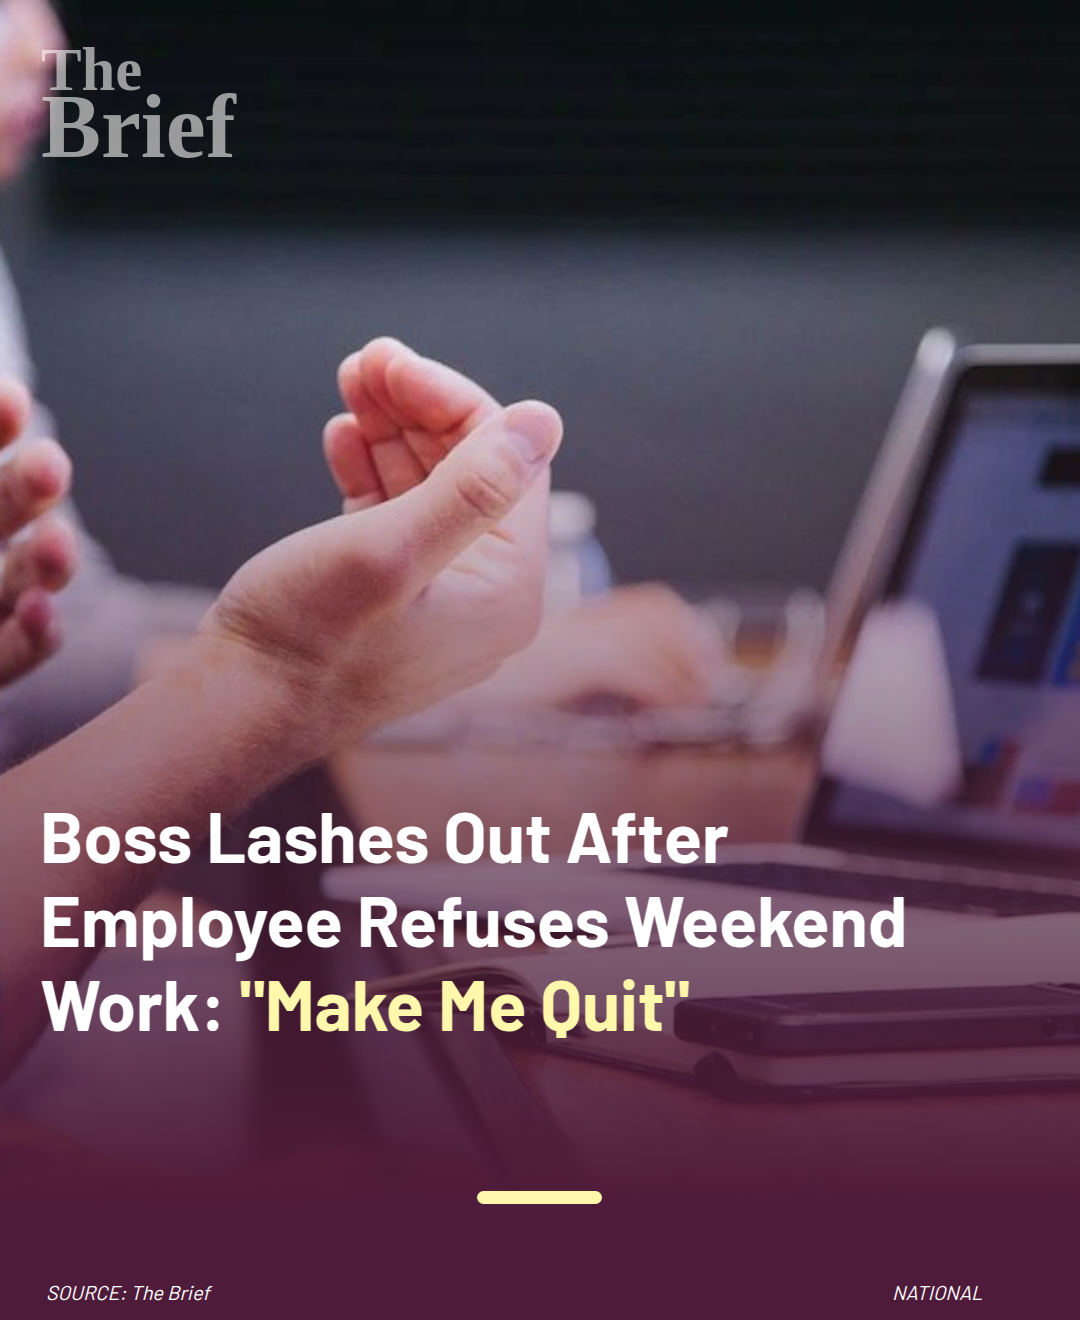 The
Brief
Boss Lashes Out After
Employee Refuses Weekend
Work: "Make Me Quit"
SOURCE: The Brief
NATIONAL